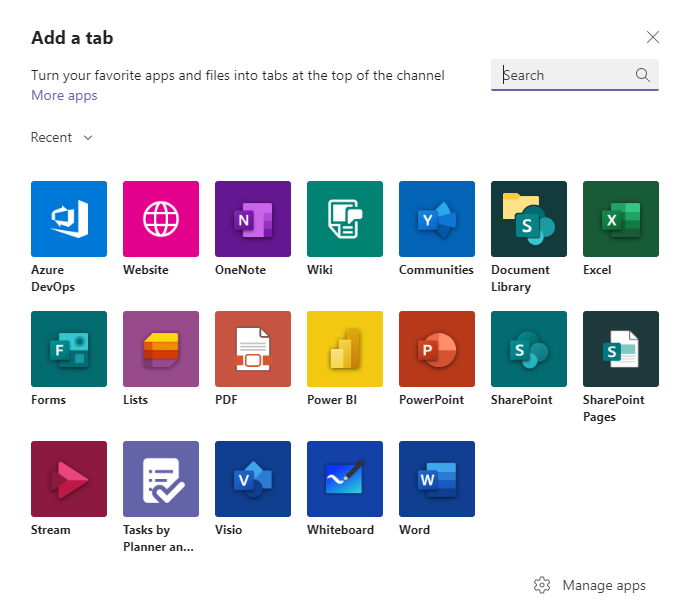 Add a tab
Turn your favorite apps and files into tabs at the top of the channel
More apps
Search
Recent
N
Y
S
X
Azure
DevOps
Website
OneNote
Wiki
Communities
Document
Library
Excel
F
P
S
S
Forms
Lists
PDF
Power BI
PowerPoint
SharePoint
SharePoint
Pages
V
W
Stream
Tasks by
Planner an...
Visio
Whiteboard
Word
Manage apps